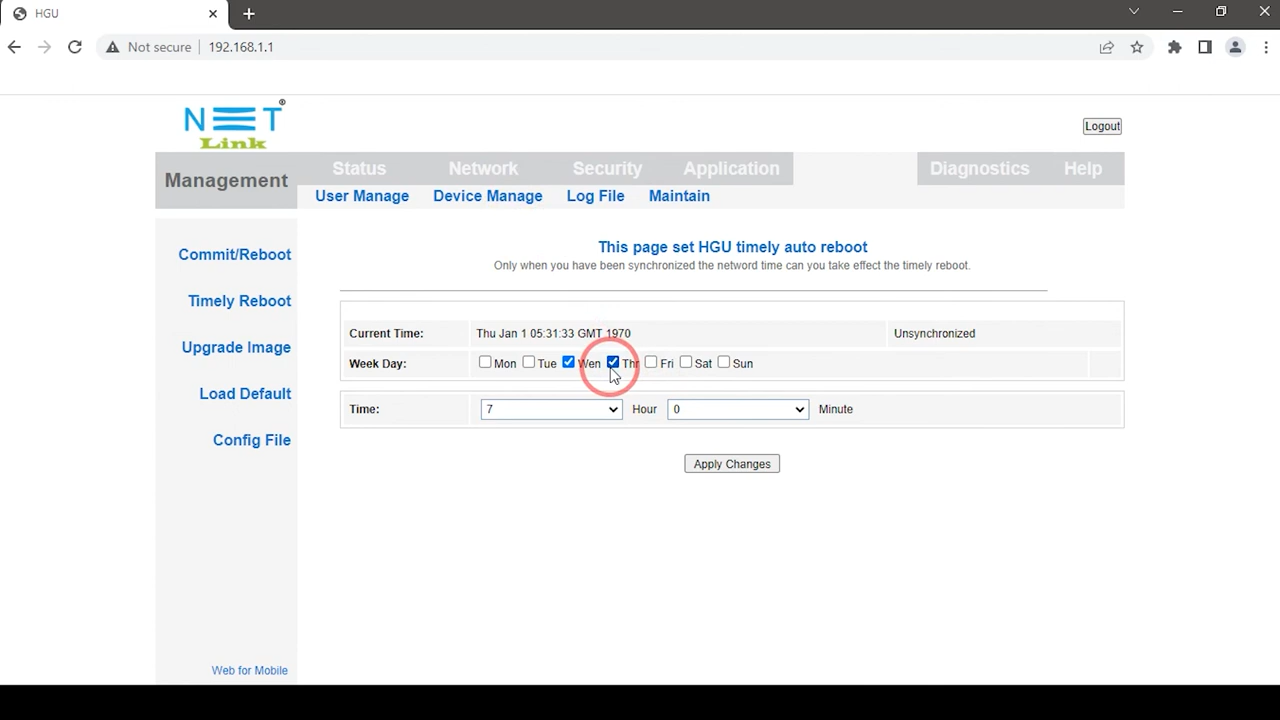 HGU
Not secure 192.168.1.1
NET ®
Link
Logout
Management Status Network Security Application Diagnostics Help
User Manage Device Manage Log File Maintain
Commit/Reboot
Timely Reboot
Upgrade Image
Load Default
Config File
Web for Mobile
This page set HGU timely auto reboot
Only when you have been synchronized the netword time can you take effect the timely reboot.
Current Time: Thu Jan 1 05:31:33 GMT 1970 Unsynchronized
Week Day: Mon Tue Wen Thr Fri Sat Sun
Time: 7 Hour 0 Minute
Apply Changes